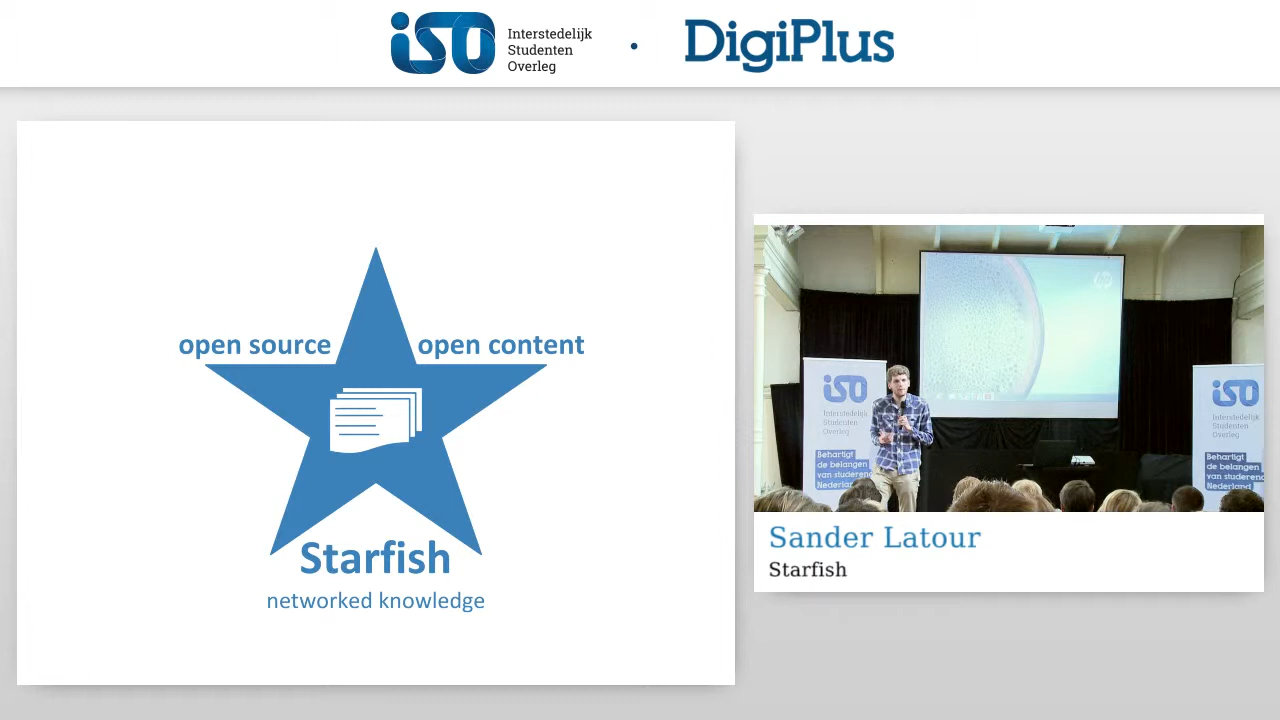 iso
Interstedelijk
Studenten
Overleg
DigiPlus
open source
open content
Starfish
networked knowledge
hp
iso
Interstedelijk
Studenten
Overleg
Behartigt
de belangen
van studerend
Nederland
iso
Interstedelijk
Studenten
Overleg
Behartigt
de belangen
van studerend
Nederland
Sander Latour
Starfish